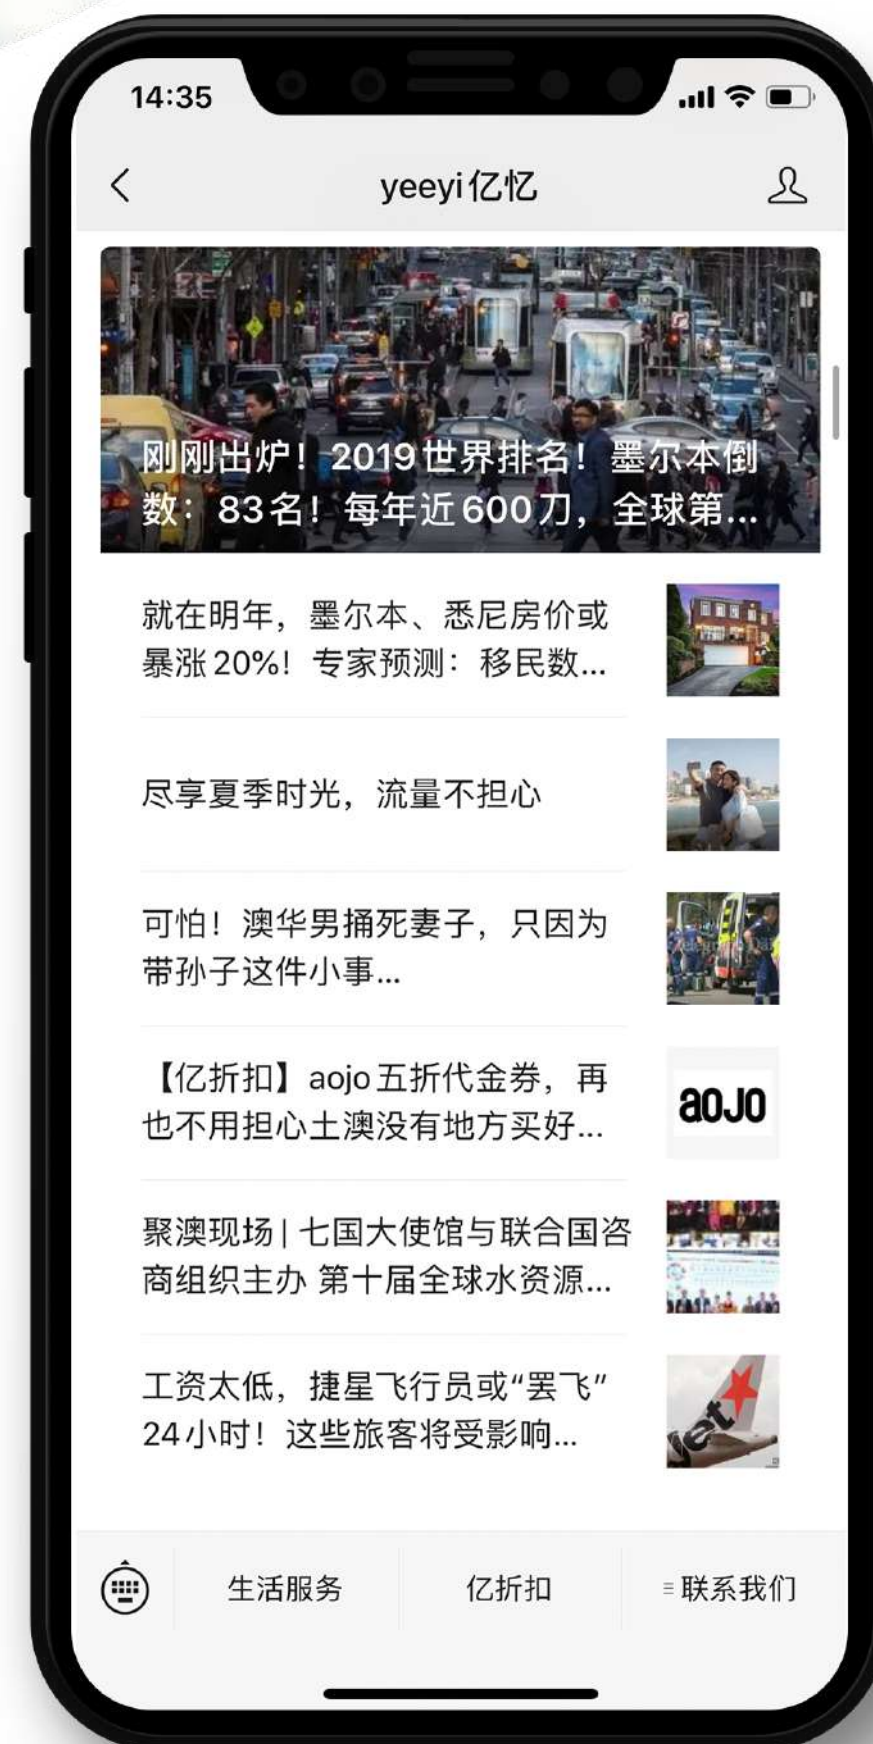 14:35
yeeyi亿忆
刚刚出炉！2019世界排名！墨尔本倒
数：83名！每年近600刀，全球第...
就在明年，墨尔本、悉尼房价或
暴涨20%！专家预测：移民数...
尽享夏季时光，流量不担心
可怕！澳华男捅死妻子，只因为
带孙子这件小事...
【亿折扣】aojo五折代金券，再
也不用担心土澳没有地方买好...
aojo
聚澳现场 | 七国大使馆与联合国咨
商组织主办 第十届全球水资源...
工资太低，捷星飞行员或“罢飞”
24小时！这些旅客将受影响...
Jet
生活服务
亿折扣
联系我们